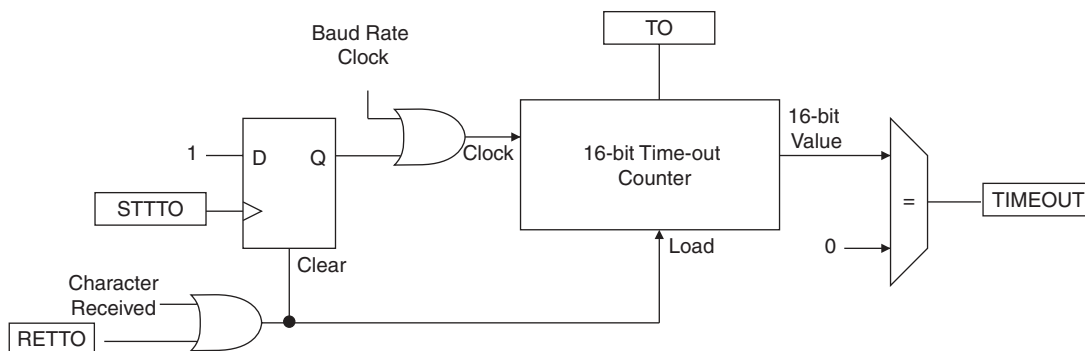 TO
Baud Rate
Clock
16-bit
Value
1
D
Q
Clock
16-bit Time-out
Counter
STTTO
=
TIMEOUT
Clear
Load
0
Character
Received
RETTO